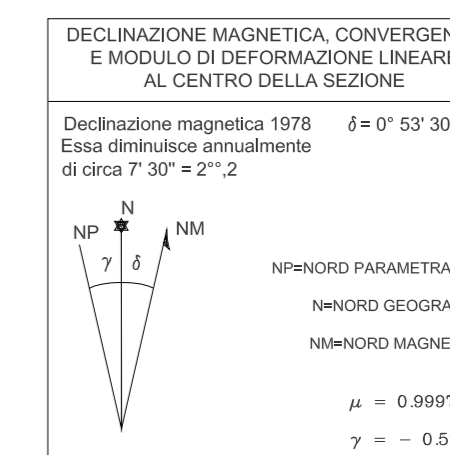 DECLINAZIONE MAGNETICA, CONVERGEN
E MODULO DI DEFORMAZIONE LINEARE
AL CENTRO DELLA SEZIONE
Declinazione magnetica 1978 δ = 0° 53' 30
Essa diminuisce annualmente
di circa 7' 30" = 2°°,2
N
NP NM
γ δ
NP=NORD PARAMETRA
N=NORD GEOGRA
NM=NORD MAGNE
μ = 0.9997
γ = − 0.5